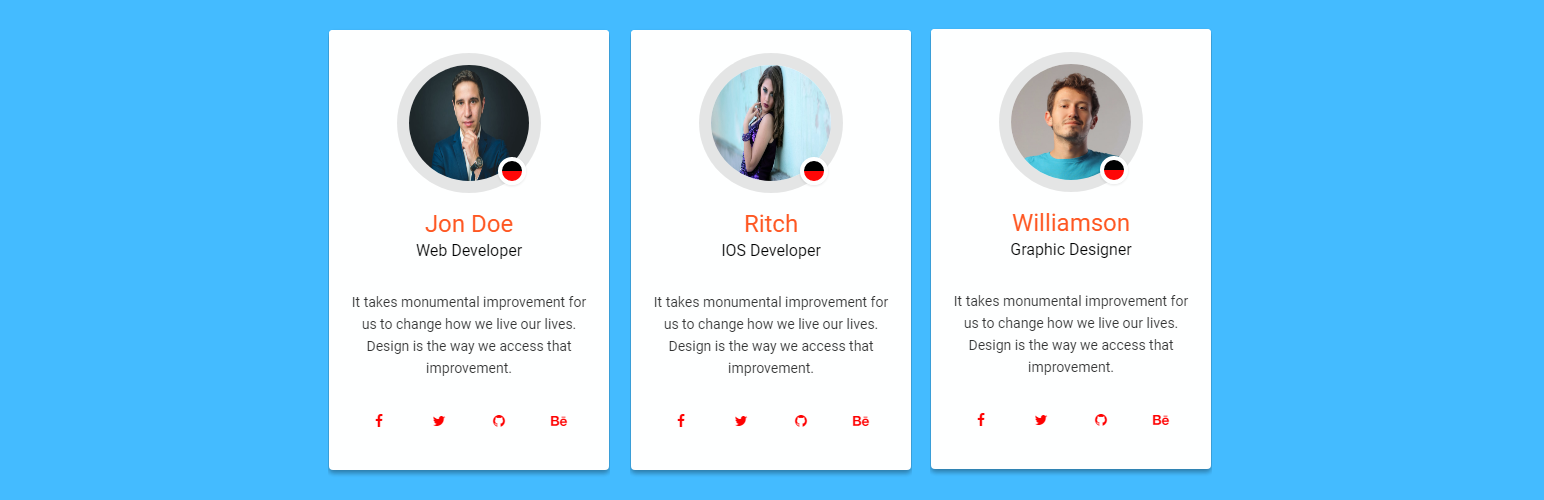 Jon Doe
Web Developer
It takes monumental improvement for
us to change how we live our lives.
Design is the way we access that
improvement.
Bē
Ritch
IOS Developer
It takes monumental improvement for
us to change how we live our lives.
Design is the way we access that
improvement.
Bē
Williamson
Graphic Designer
It takes monumental improvement for
us to change how we live our lives.
Design is the way we access that
improvement.
Bē